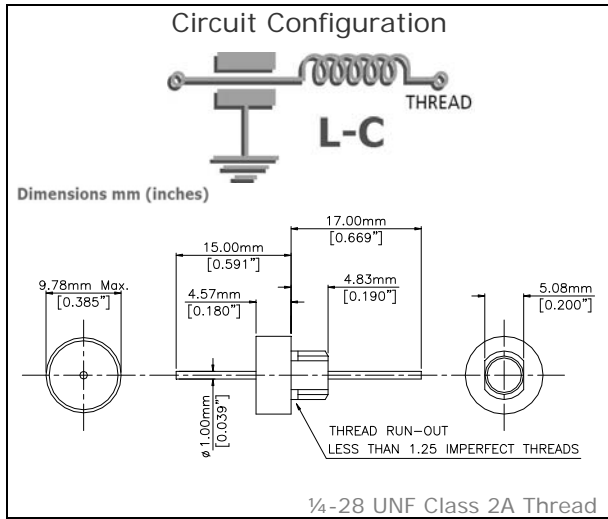 Circuit Configuration
THREAD
L-C
Dimensions mm (inches)
17.00mm
[0.669"]
15.00mm
[0.591"]
9.78mm Max.
[0.385"]
4.57mm
[0.180"]
4.83mm
[0.190"]
5.08mm
[0.200"]
ø1.00mm
[0.039"]
THREAD RUN-OUT
LESS THAN 1.25 IMPERFECT THREADS
¼-28 UNF Class 2A Thread